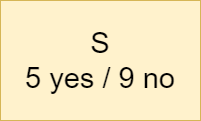 S
5 yes / 9 no